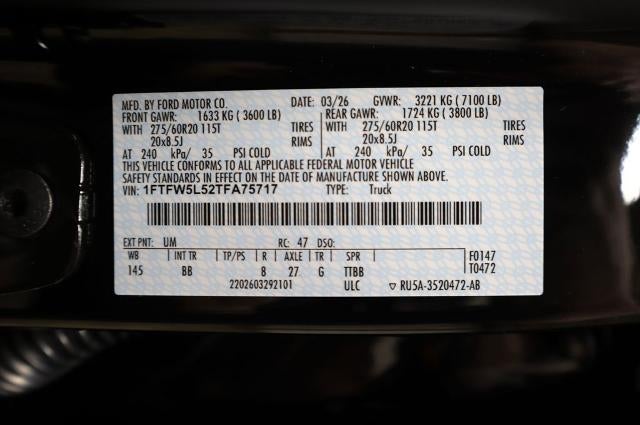 MFD. BY FORD MOTOR CO. DATE: 03/26 GVWR: 3221 KG ( 7100 LB)
FRONT GAWR: 1633 KG ( 3600 LB) REAR GAWR: 1724 KG ( 3800 LB)
WITH 275/60R20 115T TIRES WITH 275/60R20 115T TIRES
20x8.5J RIMS 20x8.5J RIMS
AT 240 kPa/ 35 PSI COLD AT 240 kPa/ 35 PSI COLD
THIS VEHICLE CONFORMS TO ALL APPLICABLE FEDERAL MOTOR VEHICLE
SAFETY STANDARDS IN EFFECT ON THE DATE OF MANUFACTURE SHOWN ABOVE.
VIN: 1FTFW5L52TFA75717 TYPE: Truck
EXT PNT: UM RC: 47 DSO:
WB INT TR TP/PS R AXLE TR SPR F0147
145 BB 8 27 G TTBB T0472
2202603292101 ULC ▽ RU5A-3520472-AB